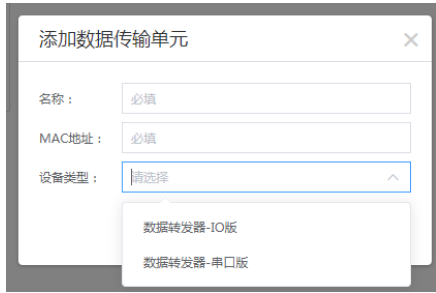 添加数据传输单元
名称：
必填
MAC地址：
必填
设备类型：
请选择
数据转发器-IO版
数据转发器-串口版